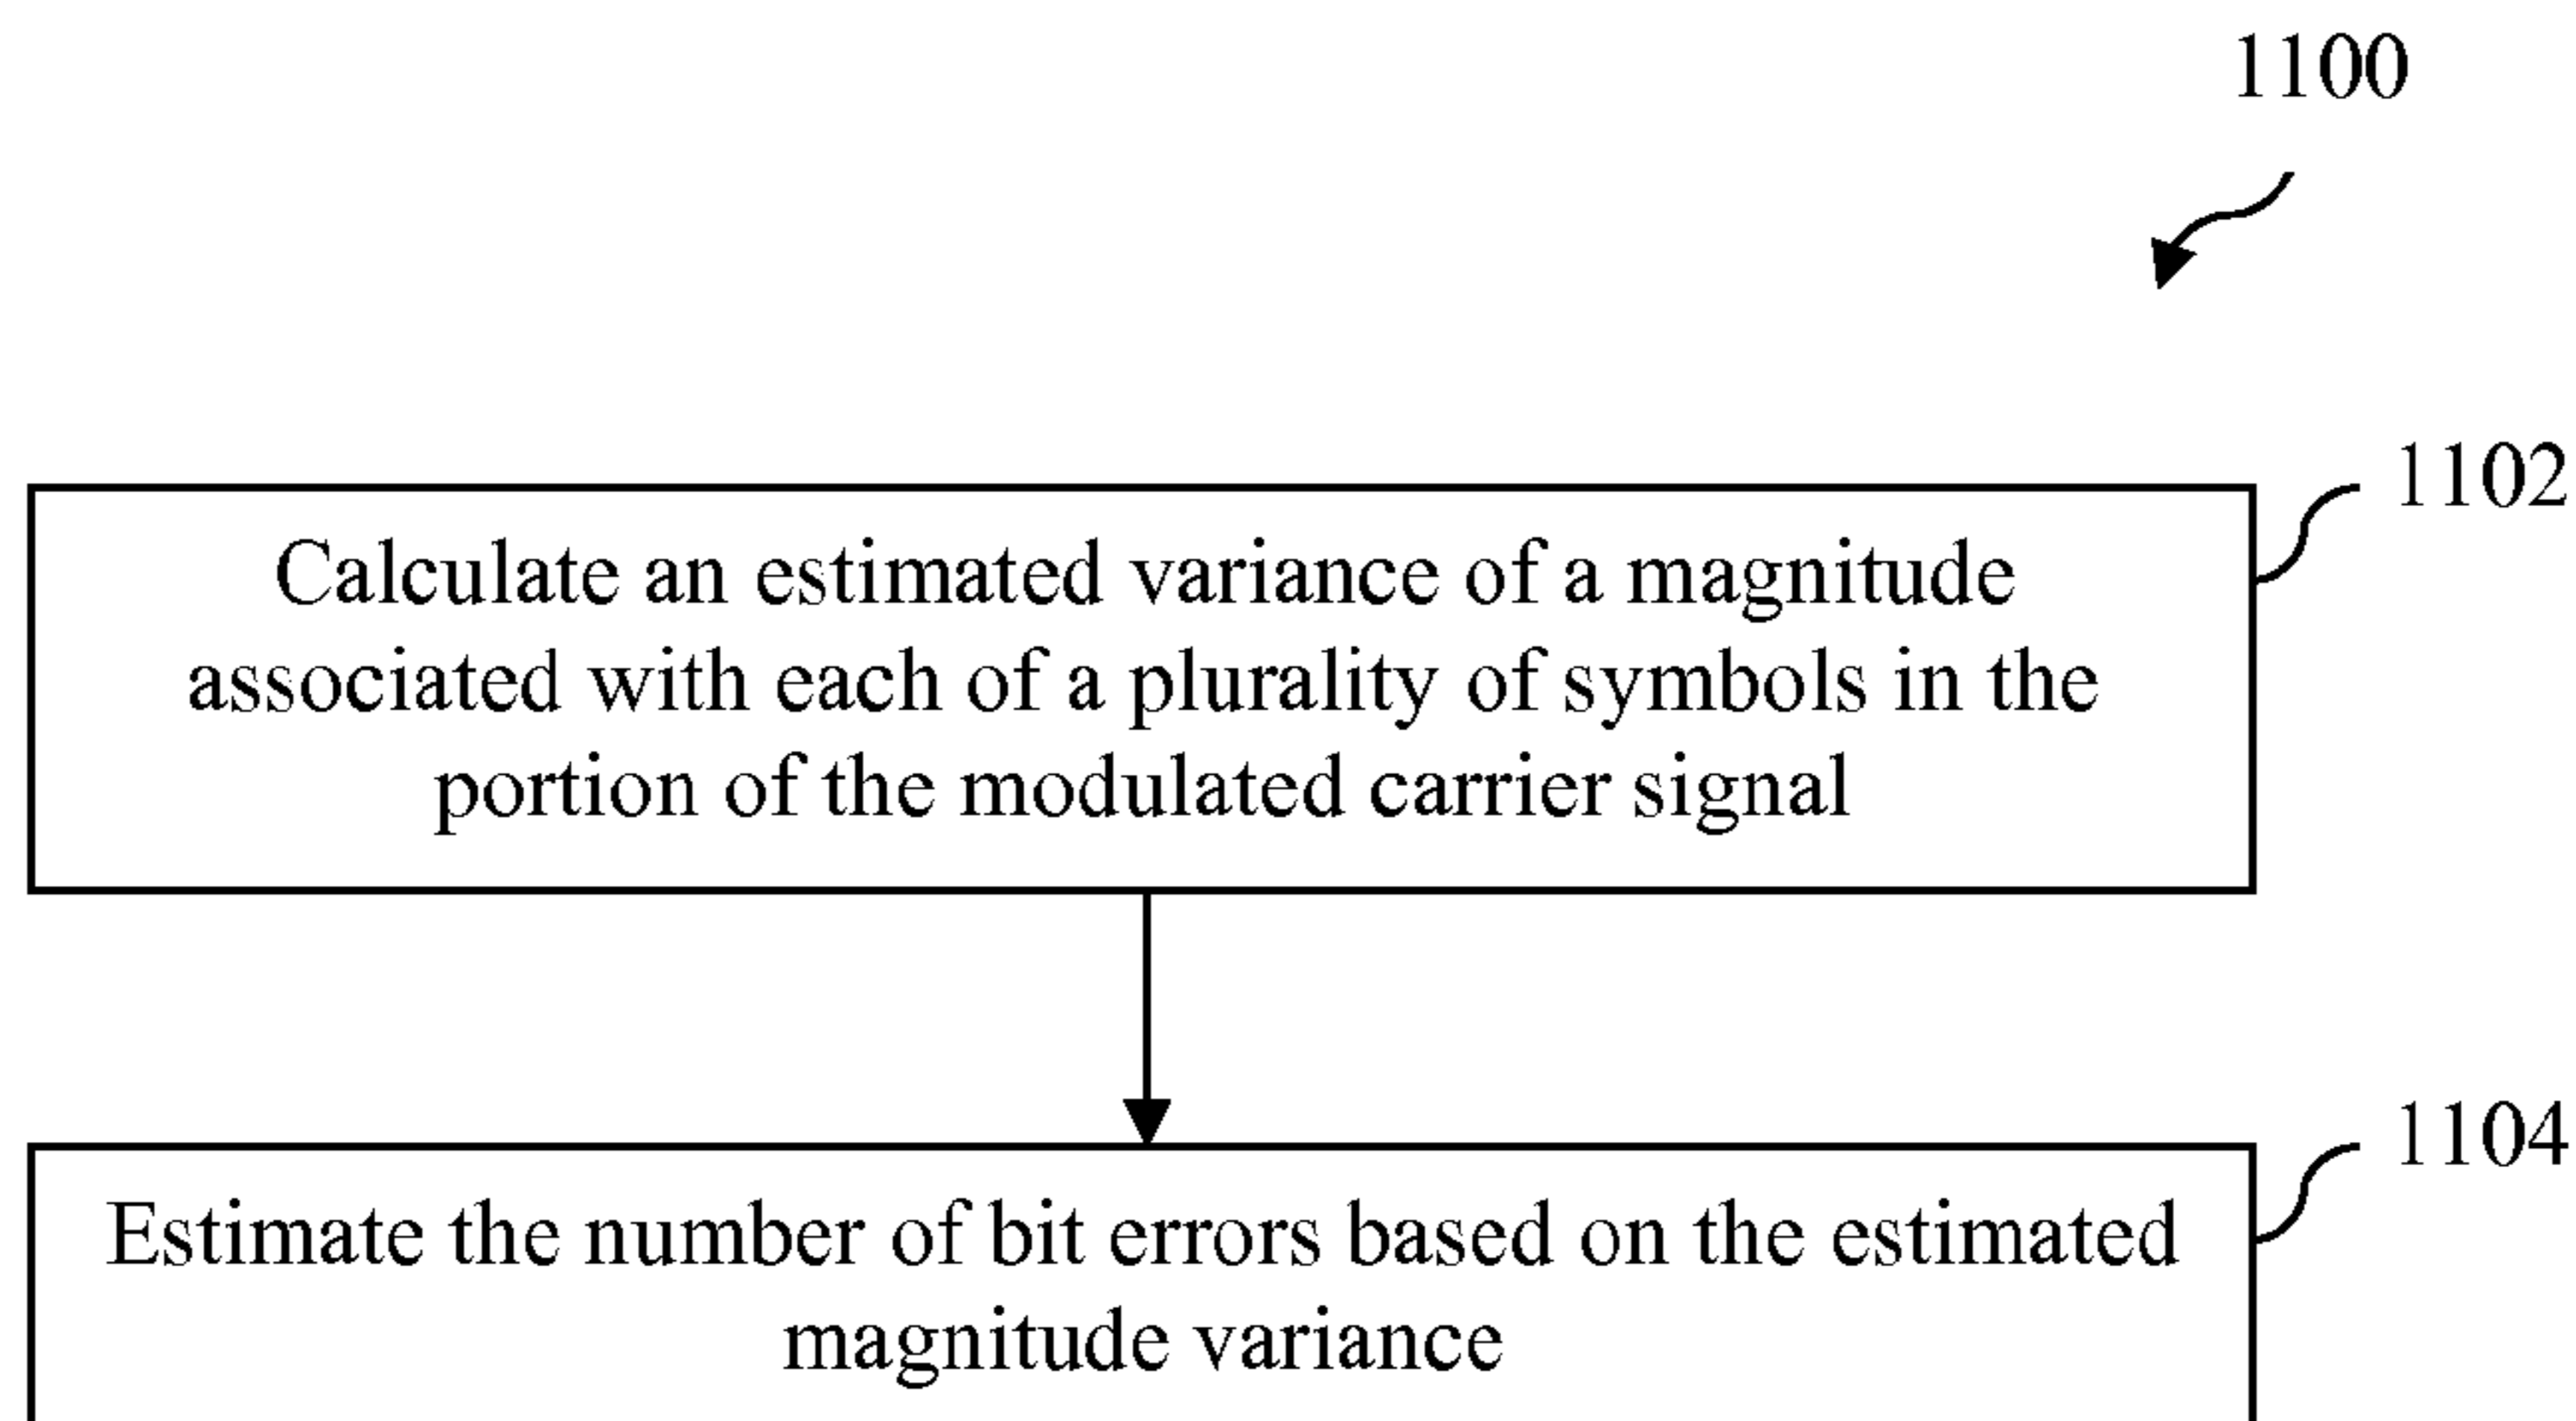 1100
1102
Calculate an estimated variance of a magnitude
associated with each of a plurality of symbols in the
portion of the modulated carrier signal
1104
Estimate the number of bit errors based on the estimated
magnitude variance